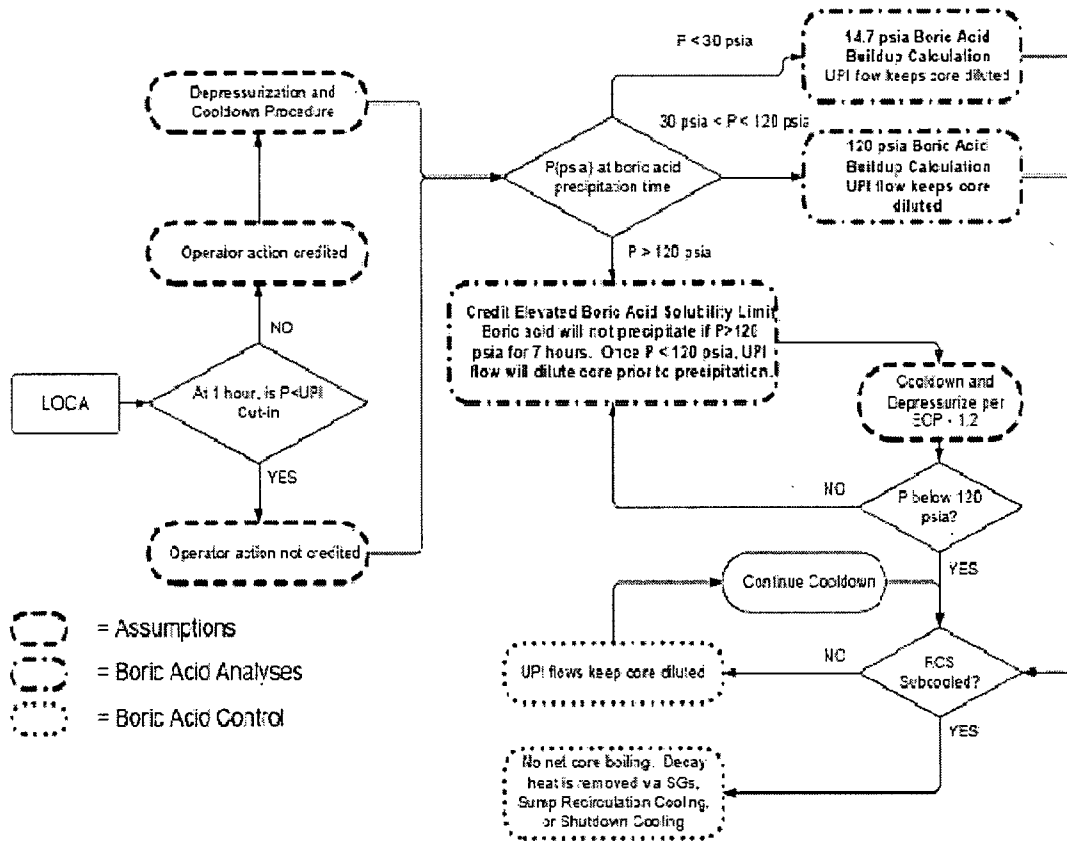 P < 30 psia
14.7 psia Boric Acid
Buildup Calculation
UPI flow keeps core diluted
Depressurization and
Cooldown Procedure
30 psia < P < 120 psia
P(psia) at boric acid
precipitation time
120 psia Boric Acid
Buildup Calculation
UPI flow keeps core
diluted
Operator action credited
P > 120 psia
NO
Credit Elevated Boric Acid Solubility Limit
Boric acid will not precipitate if P>120
psia for 7 hours. Once P < 120 psia, UPI
flow will dilute core prior to precipitation.
LOCA
At 1 hour, is P<UPI
Cut-in
YES
Cooldown and
Depressurize per
ECP - 1.2
NO
P below 120
psia?
Operator action not credited
YES
Continue Cooldown
= Assumptions
= Boric Acid Analyses
= Boric Acid Control
UPI flows keep core diluted
NO
RCS
Subcooled?
YES
No net core boiling. Decay
heat is removed via SGs,
Sump Recirculation Cooling,
or Shutdown Cooling